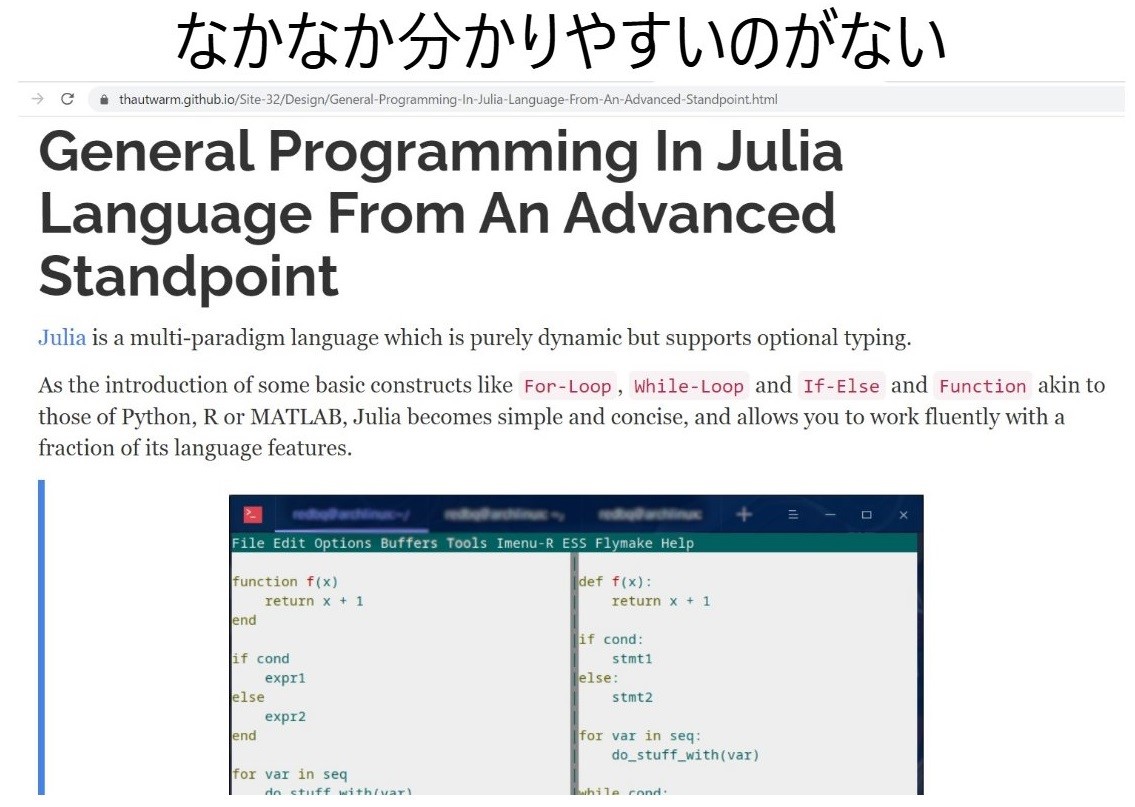 なかなか分かりやすいのがない
thautwarm.github.io/Site-32/Design/General-Programming-In-Julia-Language-From-An-Advanced-Standpoint.html
General Programming In Julia
Language From An Advanced
Standpoint
Julia is a multi-paradigm language which is purely dynamic but supports optional typing.
As the introduction of some basic constructs like For-Loop, While-Loop and If-Else and Function akin to
those of Python, R or MATLAB, Julia becomes simple and concise, and allows you to work fluently with a
fraction of its language features.
File Edit Options Buffers Tools Imenu-R ESS Flymake Help
function f(x)
    return x + 1
end
if cond
    expr1
else
    expr2
end
for var in seq
    do_stuff_with(var)
def f(x):
    return x + 1
if cond:
    stmt1
else:
    stmt2
for var in seq:
    do_stuff_with(var)
while cond: